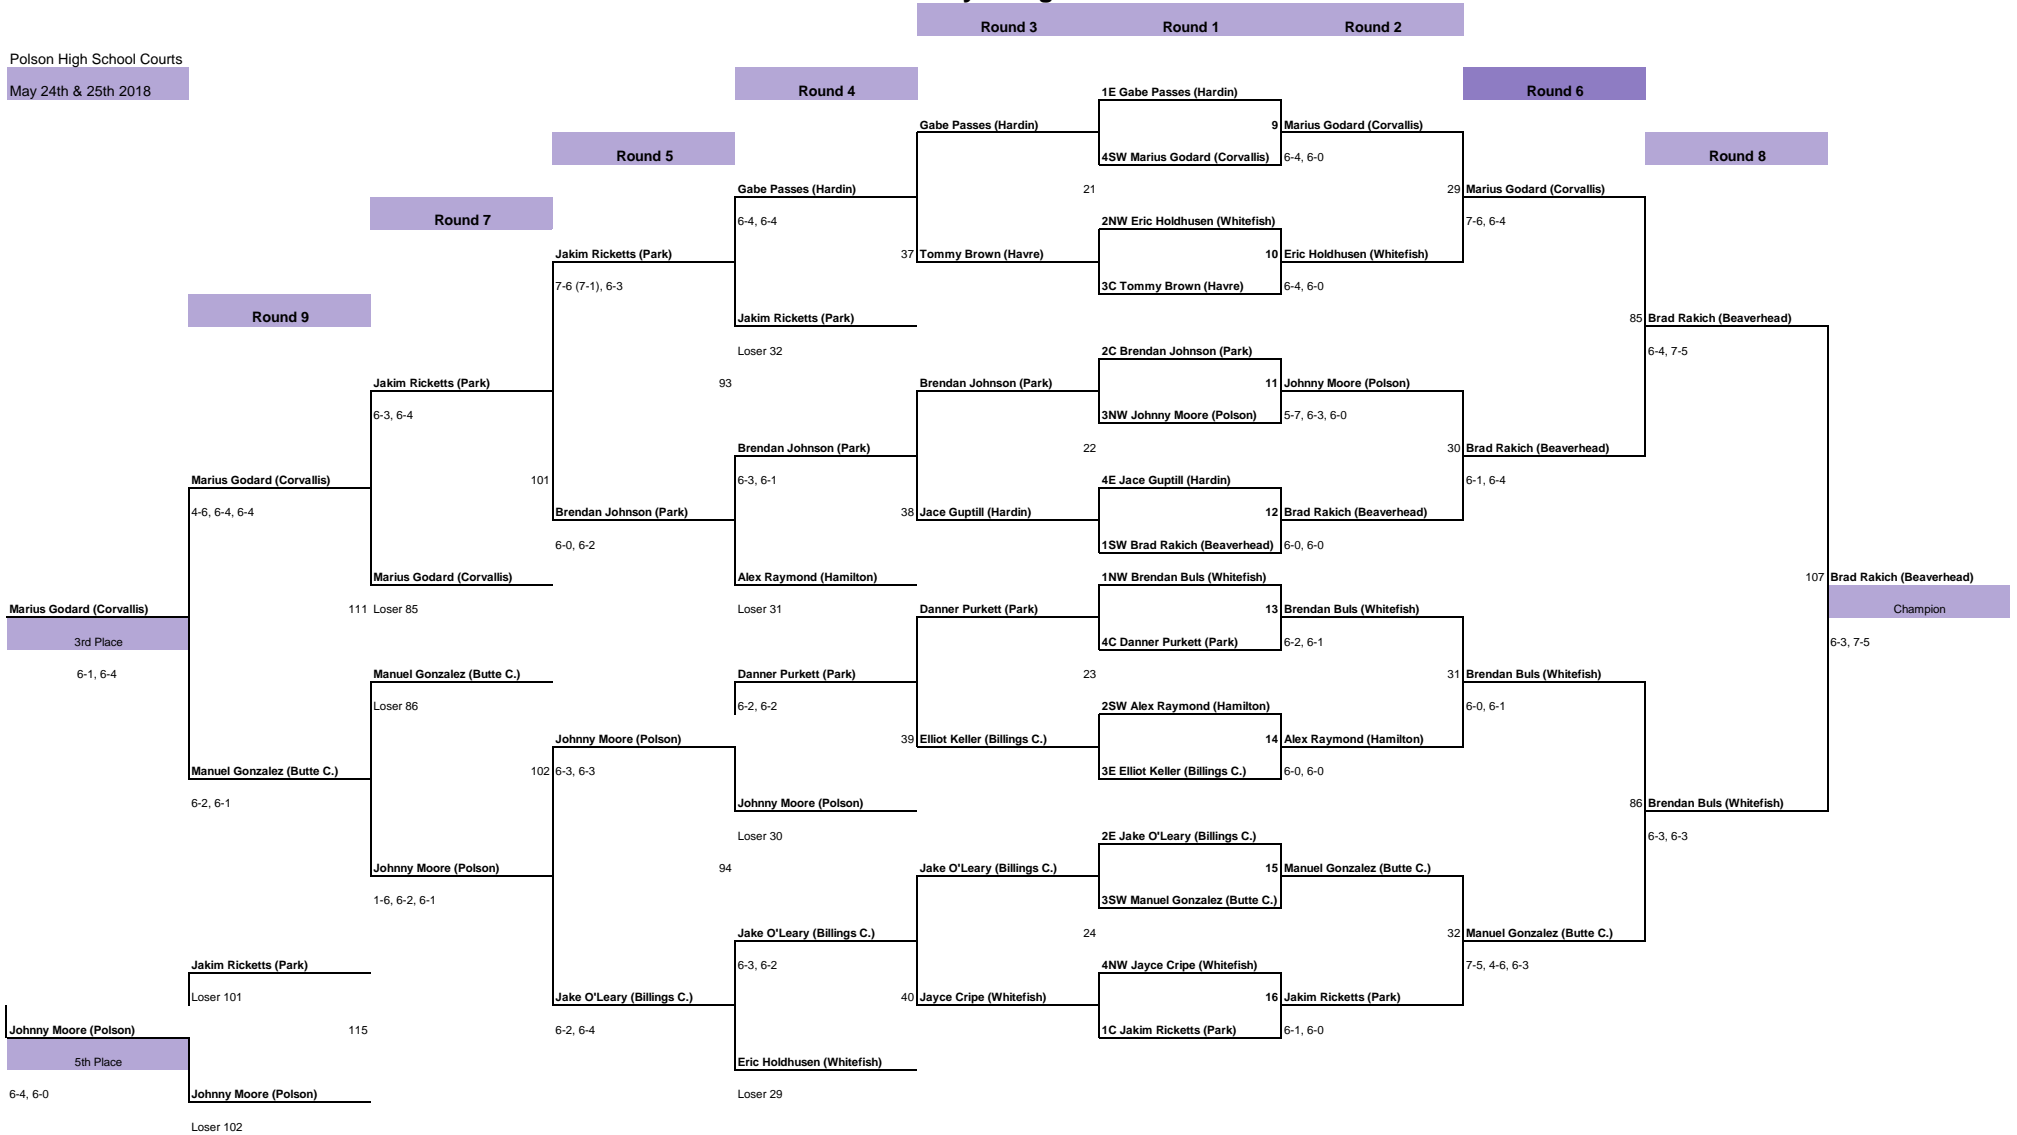 Round 3 Round 1 Round 2
Polson High School Courts
May 24th & 25th 2018 Round 4 1E Gabe Passes (Hardin) Round 6
Gabe Passes (Hardin) 9 Marius Godard (Corvallis)
Round 5 4SW Marius Godard (Corvallis) 6-4, 6-0 Round 8
Gabe Passes (Hardin) 21 29 Marius Godard (Corvallis)
Round 7 6-4, 6-4 2NW Eric Holdhusen (Whitefish) 7-6, 6-4
Jakim Ricketts (Park) 37 Tommy Brown (Havre) 10 Eric Holdhusen (Whitefish)
7-6 (7-1), 6-3 3C Tommy Brown (Havre) 6-4, 6-0
Round 9 Jakim Ricketts (Park) 85 Brad Rakich (Beaverhead)
Loser 32 2C Brendan Johnson (Park) 6-4, 7-5
Jakim Ricketts (Park) 93 Brendan Johnson (Park) 11 Johnny Moore (Polson)
6-3, 6-4 3NW Johnny Moore (Polson) 5-7, 6-3, 6-0
Brendan Johnson (Park) 22 30 Brad Rakich (Beaverhead)
Marius Godard (Corvallis) 101 6-3, 6-1 4E Jace Guptill (Hardin) 6-1, 6-4
4-6, 6-4, 6-4 Brendan Johnson (Park) 38 Jace Guptill (Hardin) 12 Brad Rakich (Beaverhead)
6-0, 6-2 1SW Brad Rakich (Beaverhead) 6-0, 6-0
Marius Godard (Corvallis) Alex Raymond (Hamilton) 1NW Brendan Buls (Whitefish) 107 Brad Rakich (Beaverhead)
Marius Godard (Corvallis) 111 Loser 85 Loser 31 Danner Purkett (Park) 13 Brendan Buls (Whitefish) Champion
3rd Place 4C Danner Purkett (Park) 6-2, 6-1 6-3, 7-5
6-1, 6-4 Manuel Gonzalez (Butte C.) Danner Purkett (Park) 23 31 Brendan Buls (Whitefish)
Loser 86 6-2, 6-2 2SW Alex Raymond (Hamilton) 6-0, 6-1
Johnny Moore (Polson) 39 Elliot Keller (Billings C.) 14 Alex Raymond (Hamilton)
Manuel Gonzalez (Butte C.) 102 6-3, 6-3 3E Elliot Keller (Billings C.) 6-0, 6-0
6-2, 6-1 Johnny Moore (Polson) 86 Brendan Buls (Whitefish)
Loser 30 2E Jake O'Leary (Billings C.) 6-3, 6-3
Johnny Moore (Polson) 94 Jake O'Leary (Billings C.) 15 Manuel Gonzalez (Butte C.)
1-6, 6-2, 6-1 3SW Manuel Gonzalez (Butte C.)
Jake O'Leary (Billings C.) 24 32 Manuel Gonzalez (Butte C.)
Jakim Ricketts (Park) 6-3, 6-2 4NW Jayce Cripe (Whitefish) 7-5, 4-6, 6-3
Loser 101 Jake O'Leary (Billings C.) 40 Jayce Cripe (Whitefish) 16 Jakim Ricketts (Park)
Johnny Moore (Polson) 115 6-2, 6-4 1C Jakim Ricketts (Park) 6-1, 6-0
5th Place Eric Holdhusen (Whitefish)
6-4, 6-0 Johnny Moore (Polson) Loser 29
Loser 102